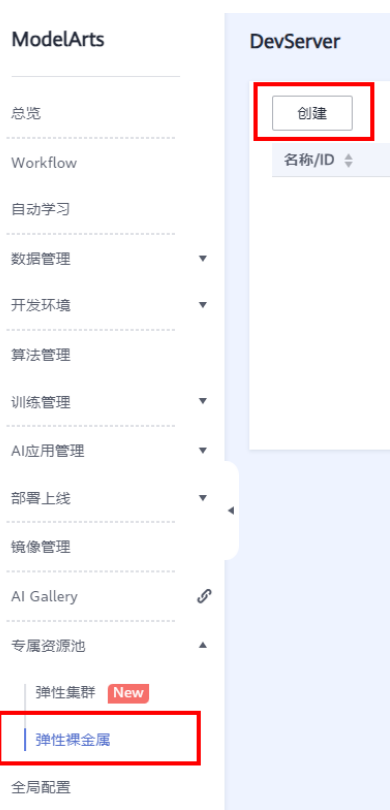 ModelArts
总览
Workflow
自动学习
数据管理
开发环境
算法管理
训练管理
AI应用管理
部署上线
镜像管理
AI Gallery
专属资源池
弹性集群 New
弹性裸金属
全局配置
DevServer
创建
名称/ID